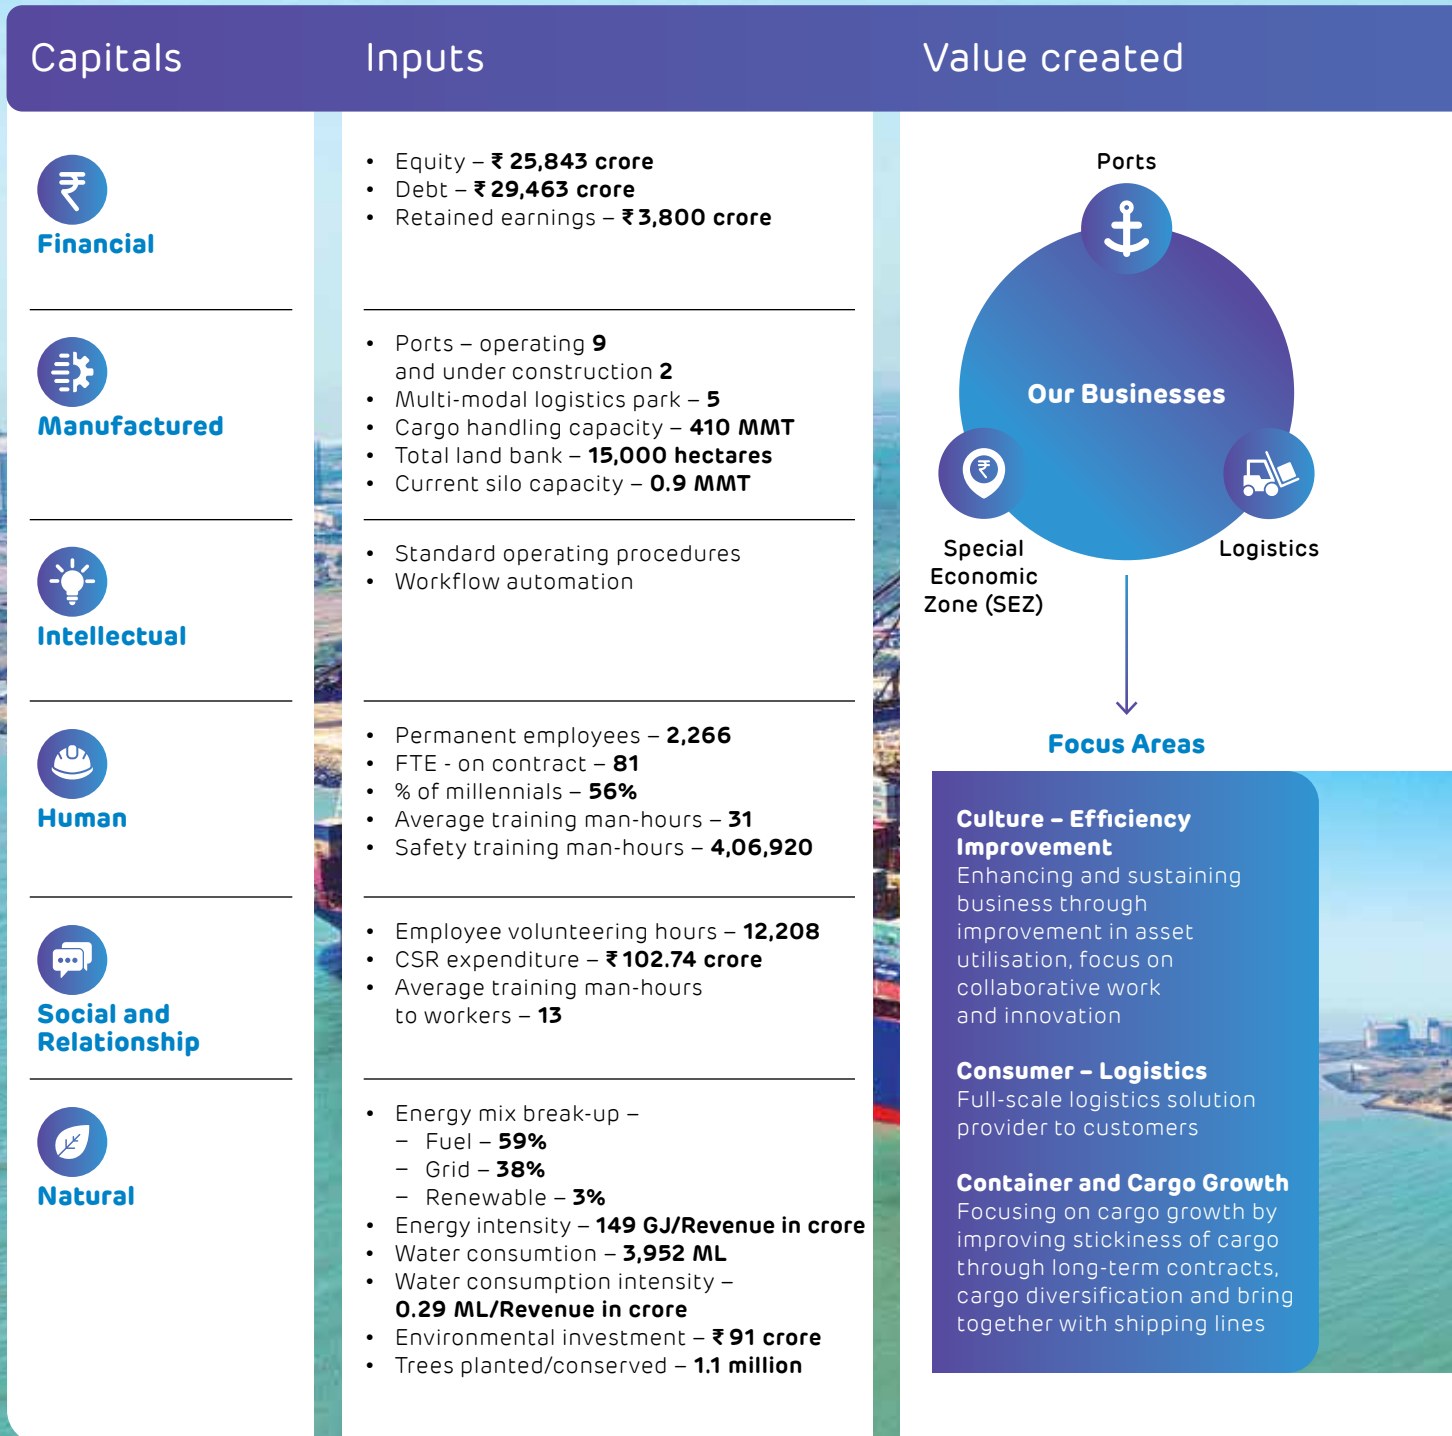 Capitals
Inputs
Value created
Financial
• Equity – ₹ 25,843 crore
• Debt – ₹ 29,463 crore
• Retained earnings – ₹ 3,800 crore
Manufactured
• Ports – operating 9
and under construction 2
• Multi-modal logistics park – 5
• Cargo handling capacity – 410 MMT
• Total land bank – 15,000 hectares
• Current silo capacity – 0.9 MMT
Intellectual
• Standard operating procedures
• Workflow automation
Human
• Permanent employees – 2,266
• FTE - on contract – 81
• % of millennials – 56%
• Average training man-hours – 31
• Safety training man-hours – 4,06,920
Social and
Relationship
• Employee volunteering hours – 12,208
• CSR expenditure – ₹ 102.74 crore
• Average training man-hours
to workers – 13
Natural
• Energy mix break-up –
– Fuel – 59%
– Grid – 38%
– Renewable – 3%
• Energy intensity – 149 GJ/Revenue in crore
• Water consumtion – 3,952 ML
• Water consumption intensity –
0.29 ML/Revenue in crore
• Environmental investment – ₹ 91 crore
• Trees planted/conserved – 1.1 million
Ports
Our Businesses
Special
Economic
Zone (SEZ)
Logistics
Focus Areas
Culture – Efficiency
Improvement
Enhancing and sustaining
business through
improvement in asset
utilisation, focus on
collaborative work
and innovation
Consumer – Logistics
Full-scale logistics solution
provider to customers
Container and Cargo Growth
Focusing on cargo growth by
improving stickiness of cargo
through long-term contracts,
cargo diversification and bring
together with shipping lines